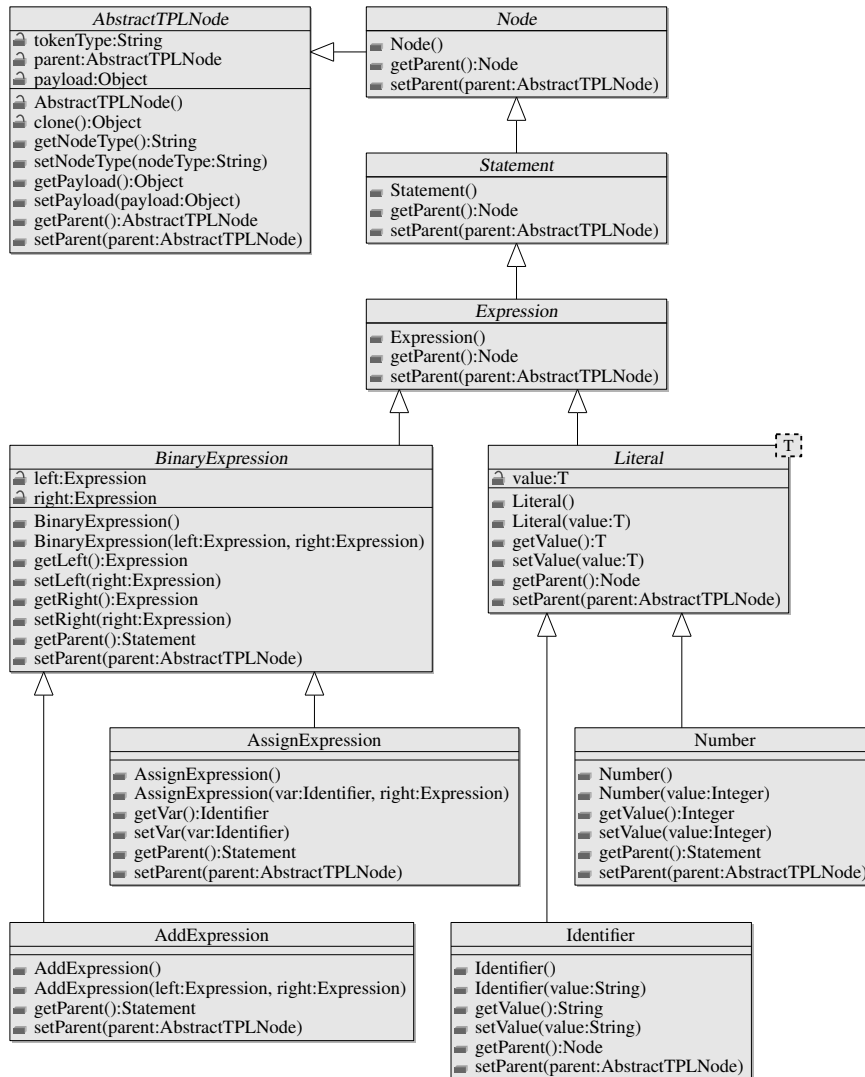 AbstractTPLNode
tokenType:String
parent:AbstractTPLNode
payload:Object
AbstractTPLNode()
clone():Object
getNodeType():String
setNodeType(nodeType:String)
getPayload():Object
setPayload(payload:Object)
getParent():AbstractTPLNode
setParent(parent:AbstractTPLNode)
Node
Node()
getParent():Node
setParent(parent:AbstractTPLNode)
Statement
Statement()
getParent():Node
setParent(parent:AbstractTPLNode)
Expression
Expression()
getParent():Node
setParent(parent:AbstractTPLNode)
BinaryExpression
left:Expression
right:Expression
BinaryExpression()
BinaryExpression(left:Expression, right:Expression)
getLeft():Expression
setLeft(right:Expression)
getRight():Expression
setRight(right:Expression)
getParent():Statement
setParent(parent:AbstractTPLNode)
T
Literal
value:T
Literal()
Literal(value:T)
getValue():T
setValue(value:T)
getParent():Node
setParent(parent:AbstractTPLNode)
AssignExpression
AssignExpression()
AssignExpression(var:Identifier, right:Expression)
getVar():Identifier
setVar(var:Identifier)
getParent():Statement
setParent(parent:AbstractTPLNode)
Number
Number()
Number(value:Integer)
getValue():Integer
setValue(value:Integer)
getParent():Statement
setParent(parent:AbstractTPLNode)
AddExpression
AddExpression()
AddExpression(left:Expression, right:Expression)
getParent():Statement
setParent(parent:AbstractTPLNode)
Identifier
Identifier()
Identifier(value:String)
getValue():String
setValue(value:String)
getParent():Node
setParent(parent:AbstractTPLNode)